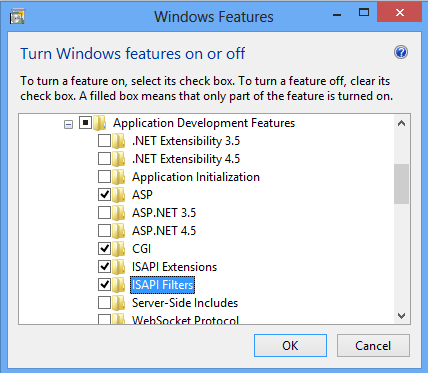 Windows Features
Turn Windows features on or off
To turn a feature on, select its check box. To turn a feature off, clear its
check box. A filled box means that only part of the feature is turned on.
Application Development Features
.NET Extensibility 3.5
.NET Extensibility 4.5
Application Initialization
ASP
ASP.NET 3.5
ASP.NET 4.5
CGI
ISAPI Extensions
ISAPI Filters
Server-Side Includes
WebSocket Protocol
OK
Cancel